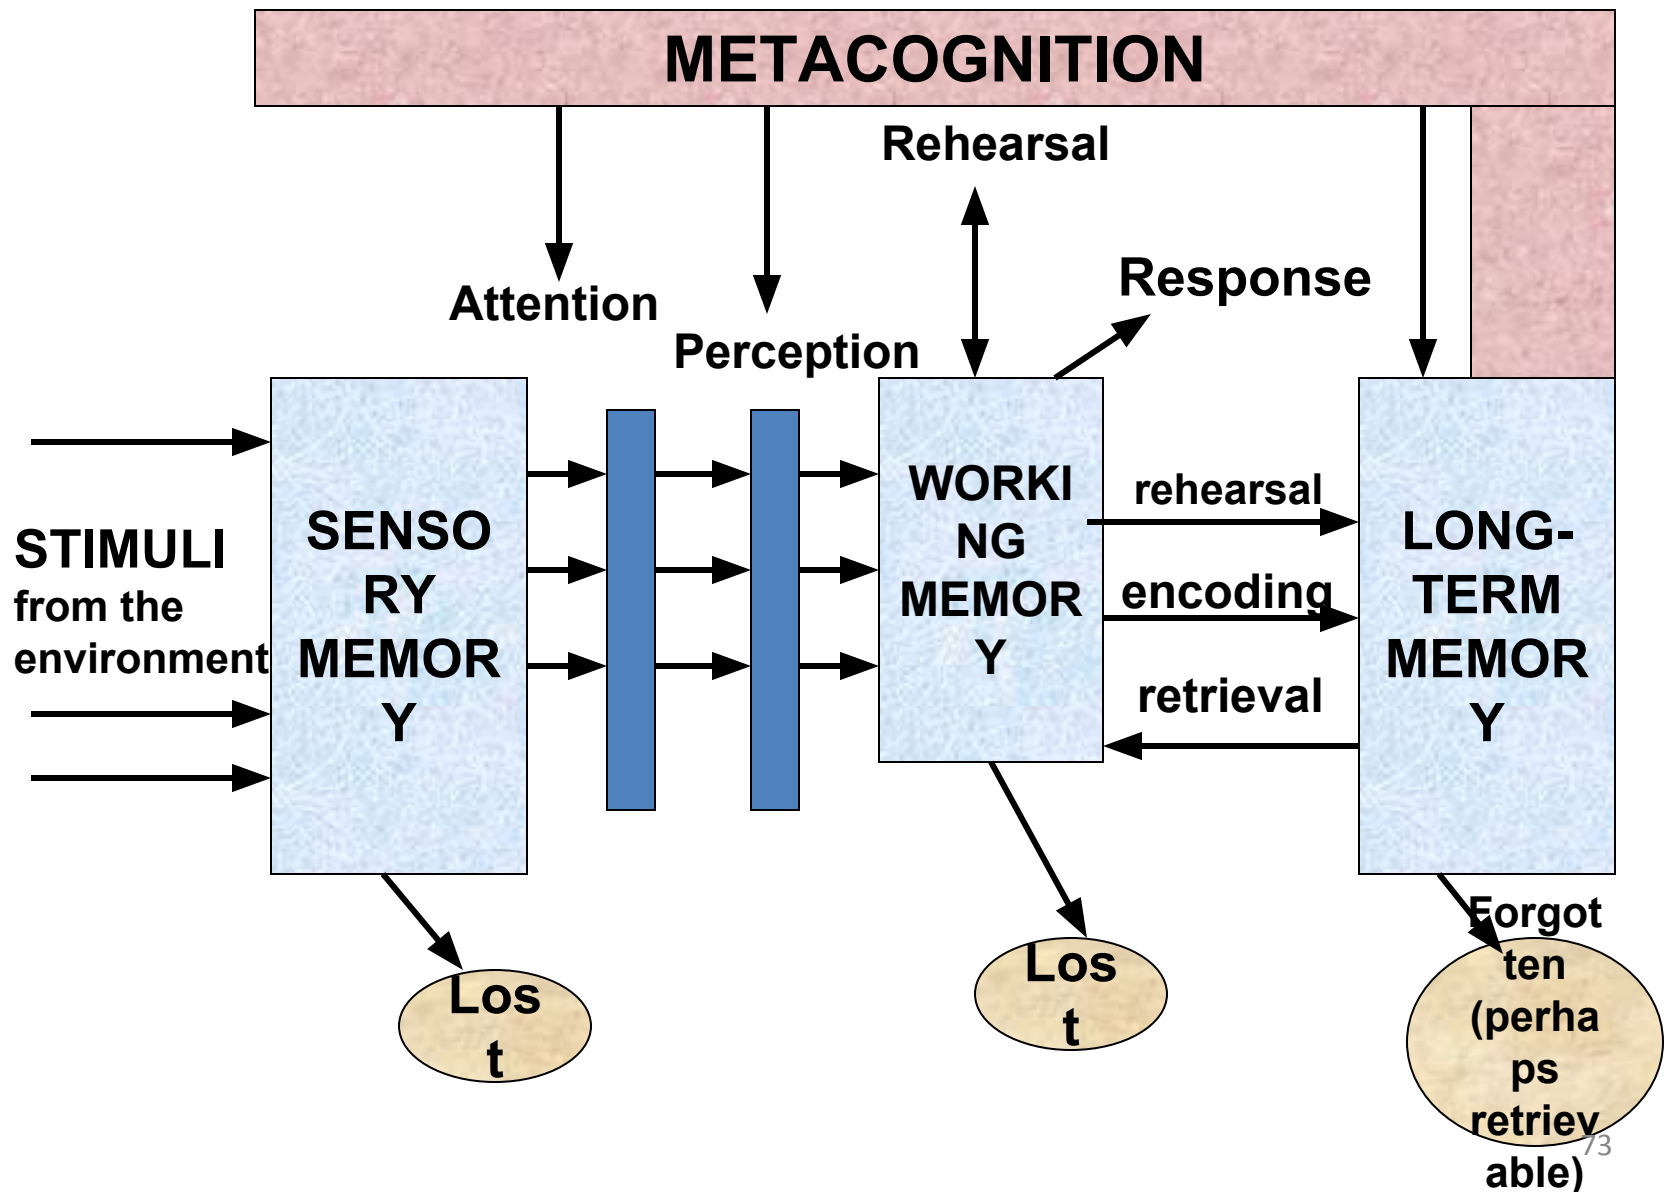 METACOGNITION
Rehearsal
Response
Attention
Perception
STIMULI
from the
environment
SENSO
RY
MEMOR
Y
WORKI
NG
MEMOR
Y
rehearsal
encoding
retrieval
LONG-
TERM
MEMOR
Y
Los
t
Los
t
Forgot
ten
(perha
ps
retriev
able)
73